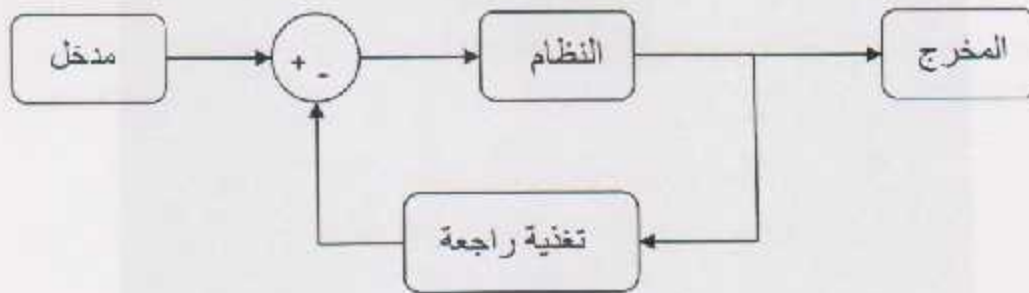 مدخل
+ -
النظام
المخرج
تغذية راجعة